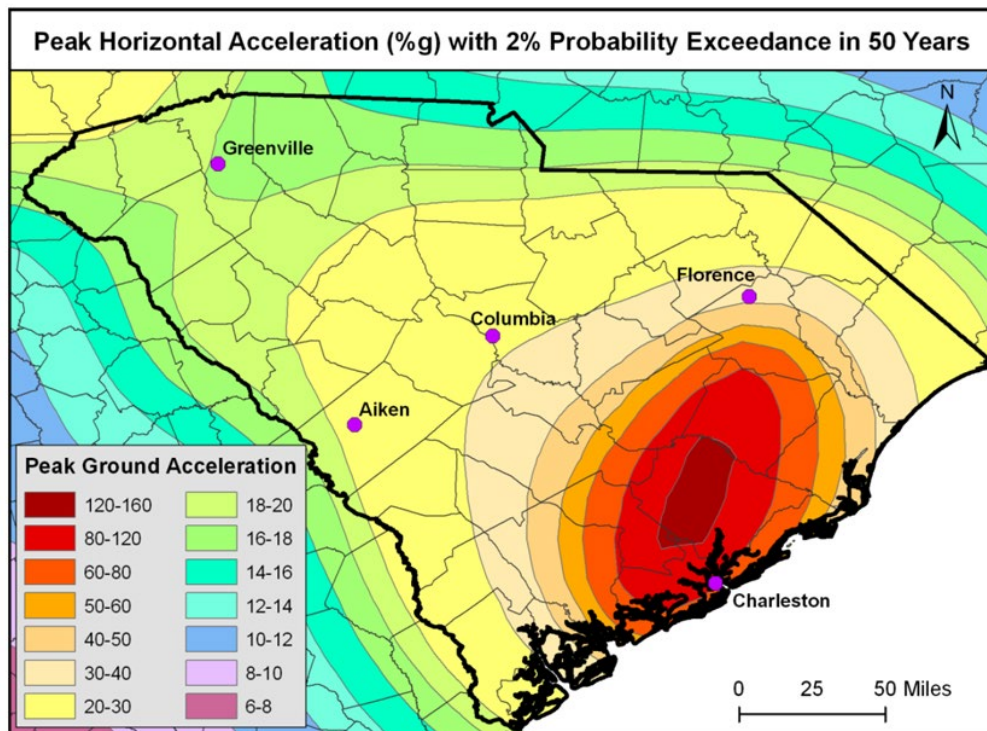 Peak Horizontal Acceleration (%g) with 2% Probability Exceedance in 50 Years
N
Greenville
Florence
Columbia
Aiken
Charleston
Peak Ground Acceleration
120-160
80-120
60-80
50-60
40-50
30-40
20-30
18-20
16-18
14-16
12-14
10-12
8-10
6-8
0 25 50 Miles